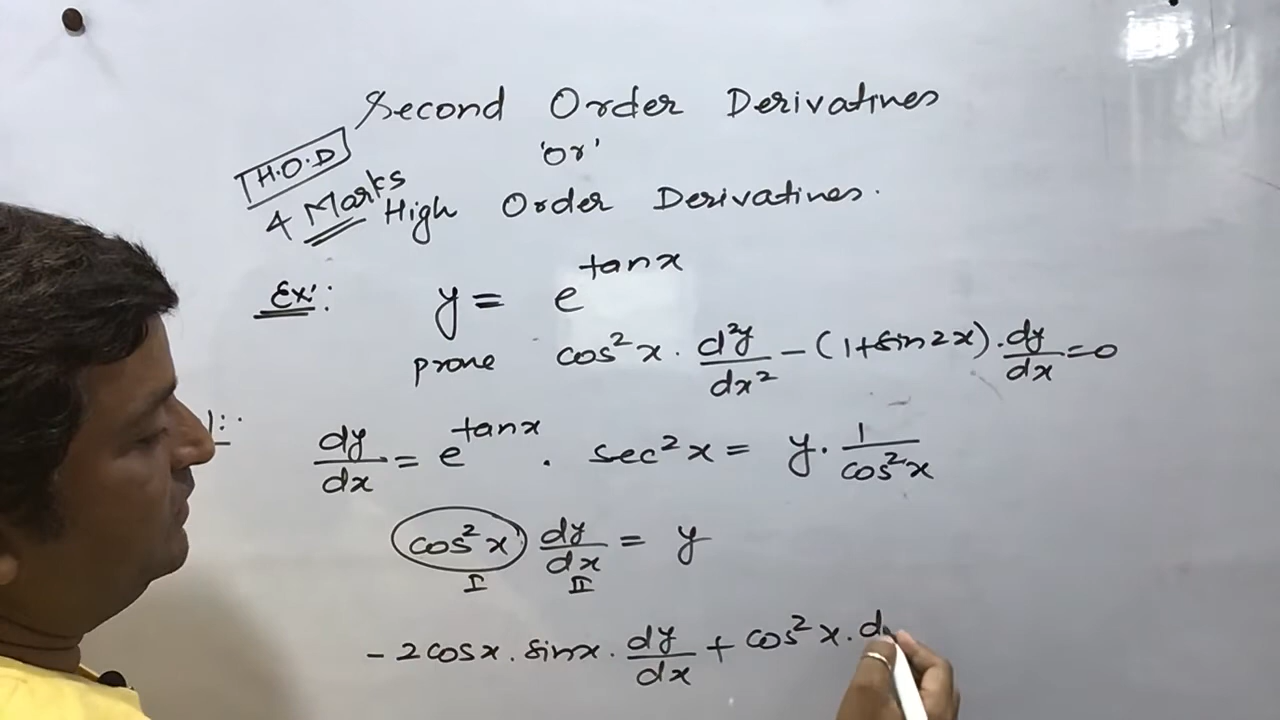 Second Order Derivatives
'or'
H.O.D
4 Marks
High Order Derivatives.
Ex:: y = e^tanx
prove cos²x · d²y/dx² - (1+sin2x) · dy/dx = 0
dy/dx = e^tanx · sec²x = y · 1/cos²x
cos²x dy/dx = y
I II
- 2cosx · sinx · dy/dx + cos²x · d